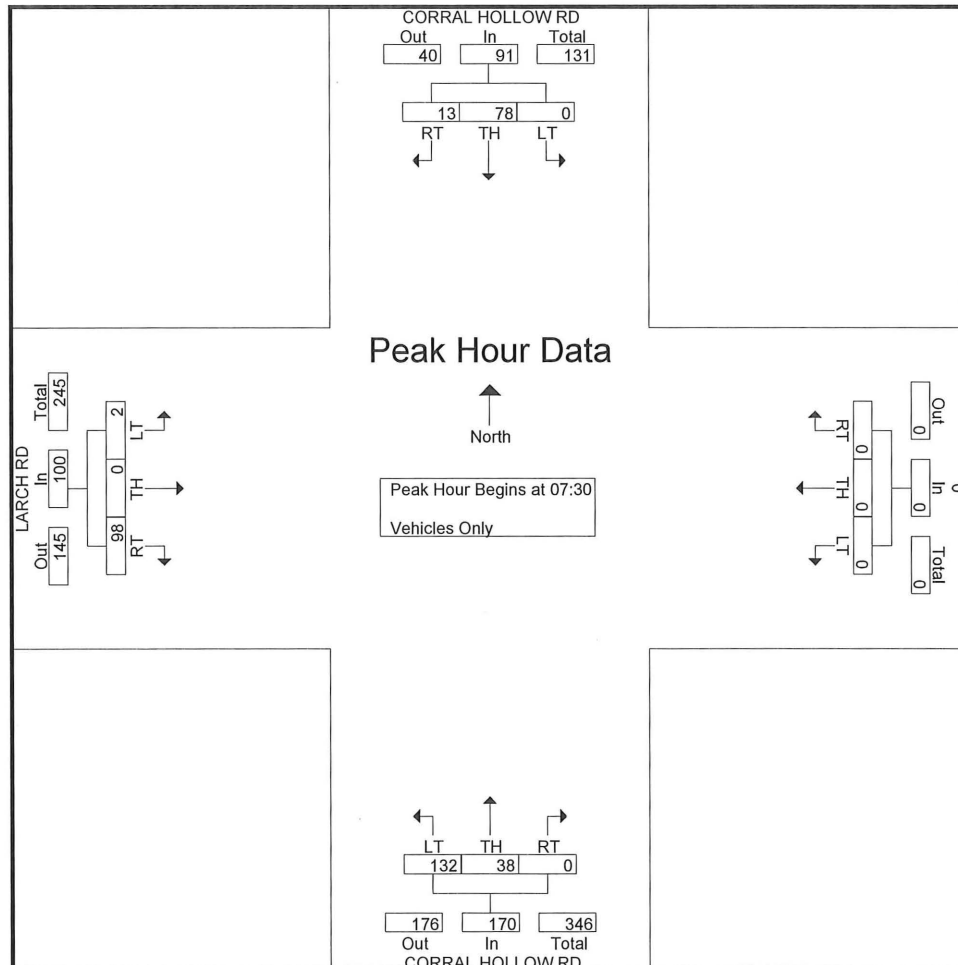 CORRAL HOLLOW RD
Out In Total
40 91 131
13 78 0
RT TH LT
Peak Hour Data
North
Peak Hour Begins at 07:30
Vehicles Only
LARCH RD
Out In Total
145 100 245
LT TH RT
2 0 98
Out In Total
0 0 0
RT TH LT
0 0 0
LT TH RT
132 38 0
176 170 346
Out In Total
CORRAL HOLLOW RD